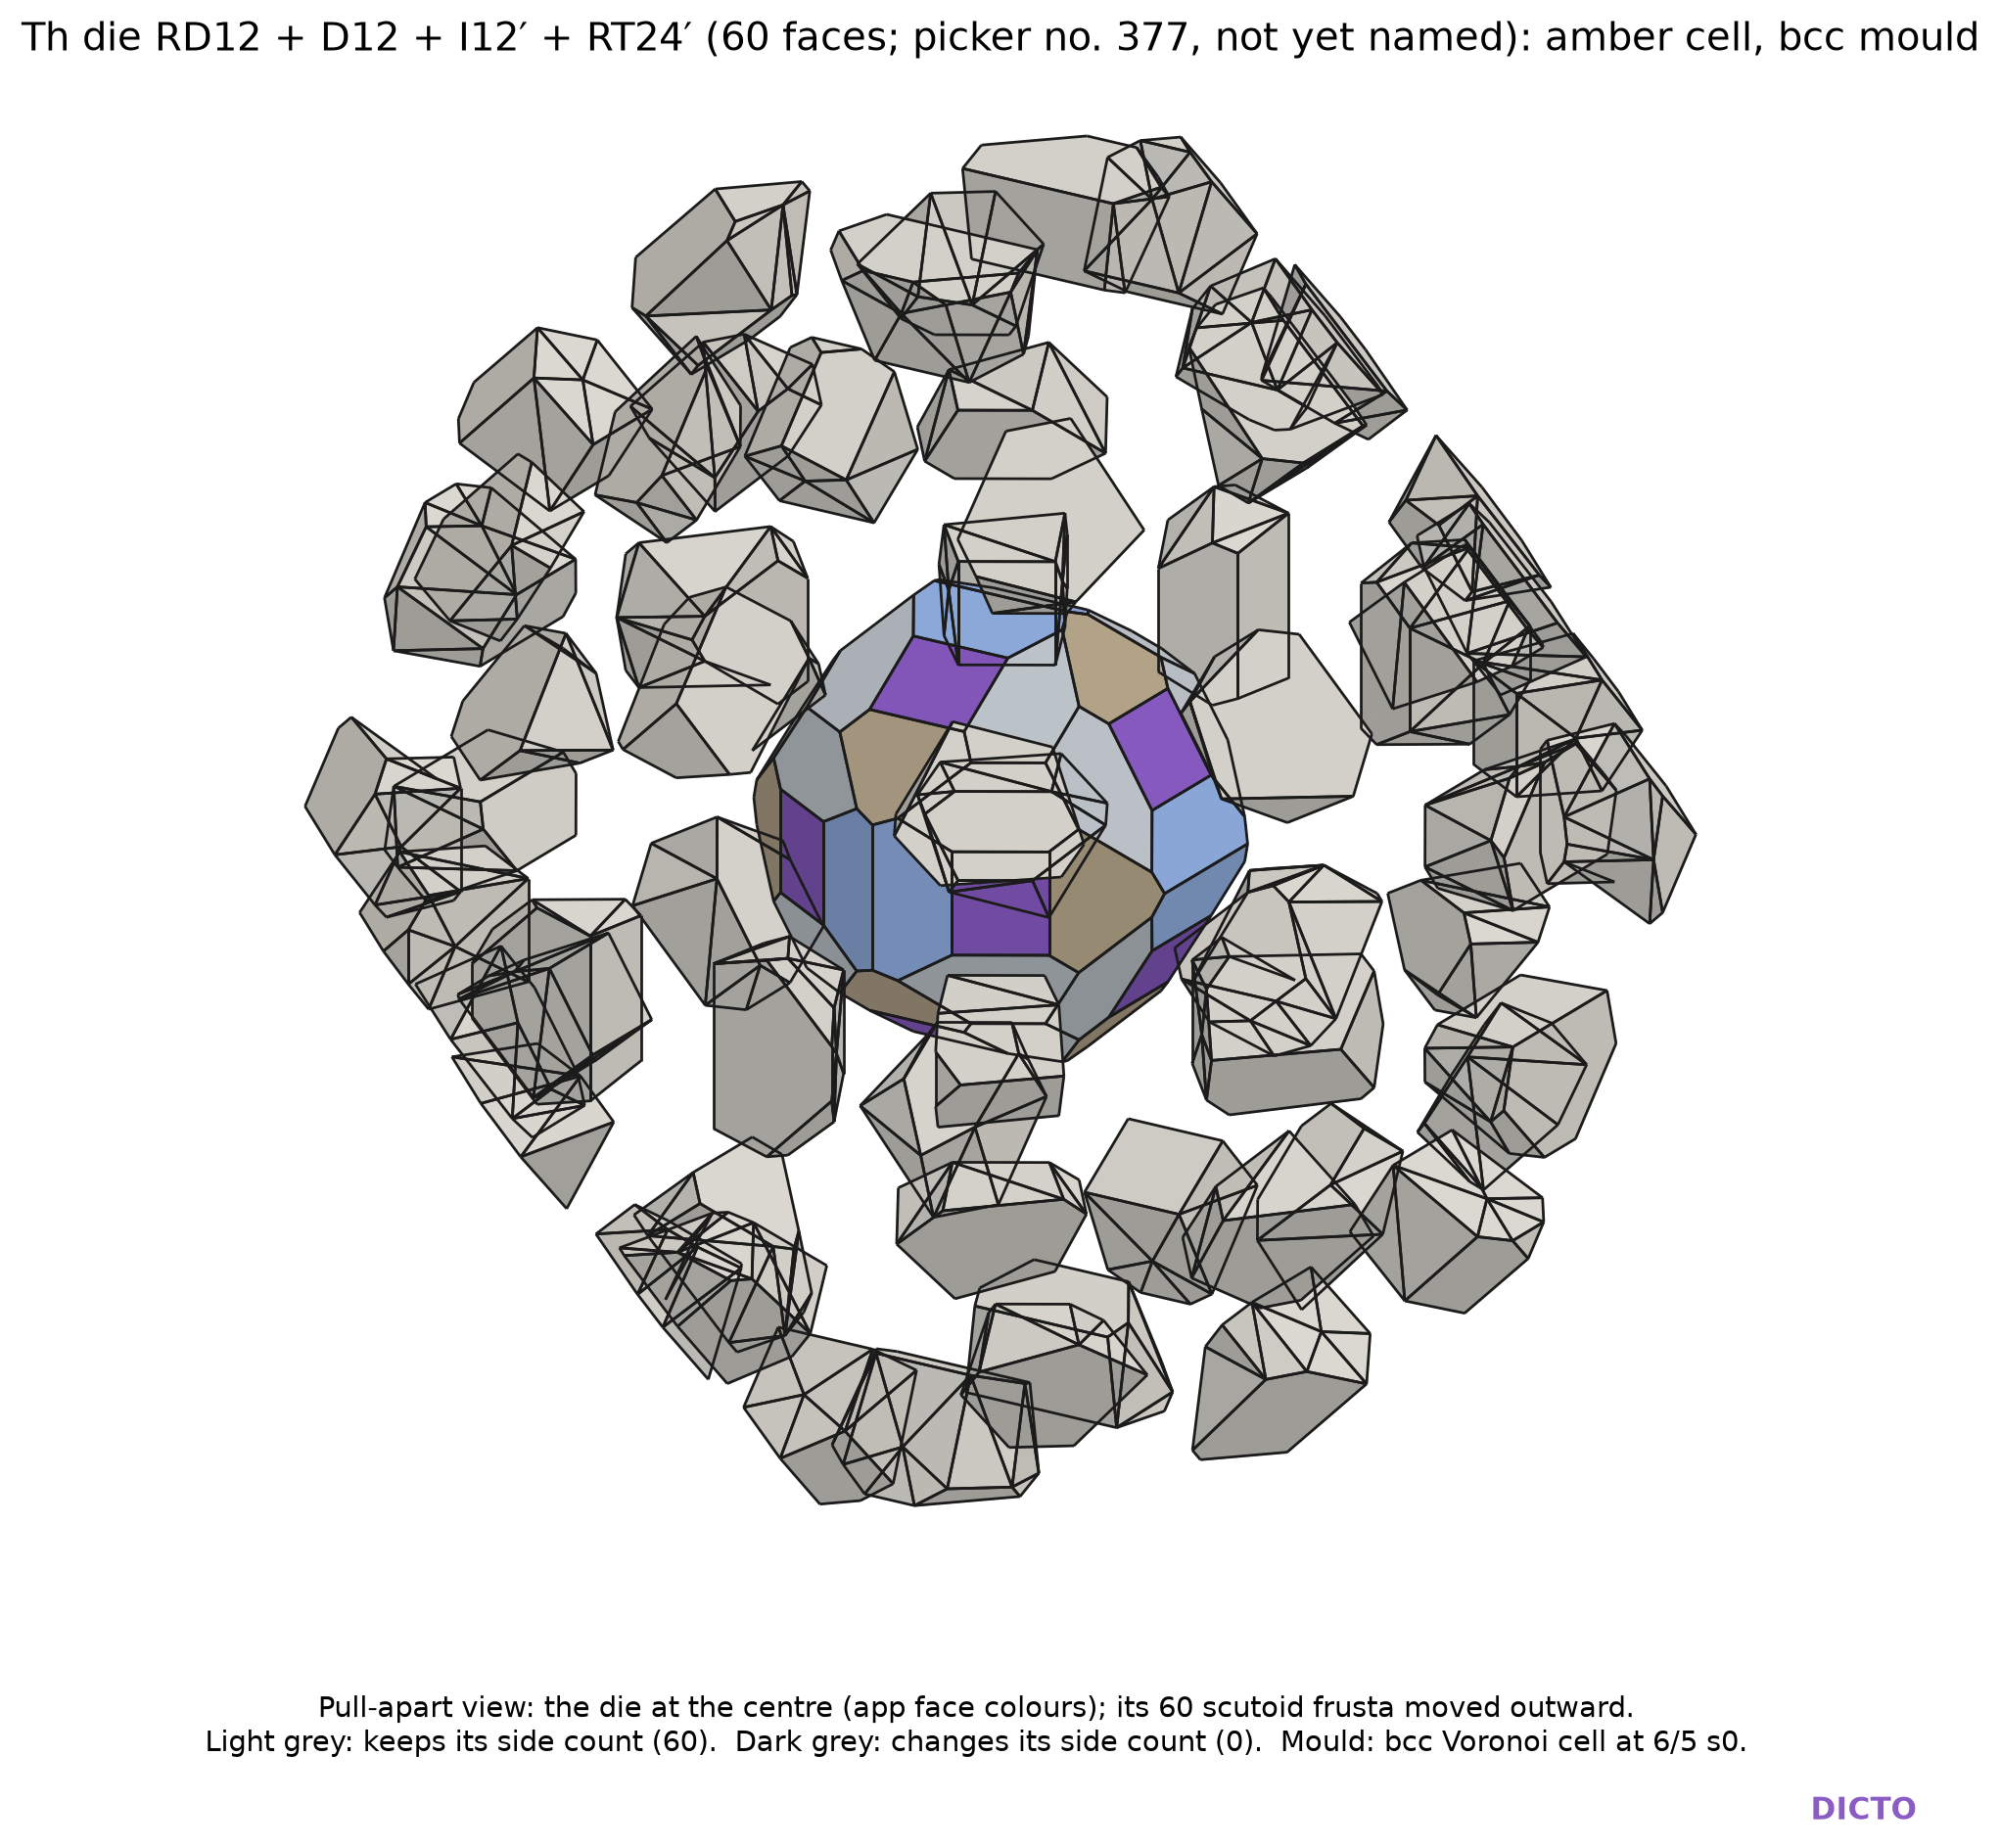 Th die RD12 + D12 + I12′ + RT24′ (60 faces; picker no. 377, not yet named): amber cell, bcc mould
Pull-apart view: the die at the centre (app face colours); its 60 scutoid frusta moved outward.
Light grey: keeps its side count (60).  Dark grey: changes its side count (0).  Mould: bcc Voronoi cell at 6/5 s0.
DICTO